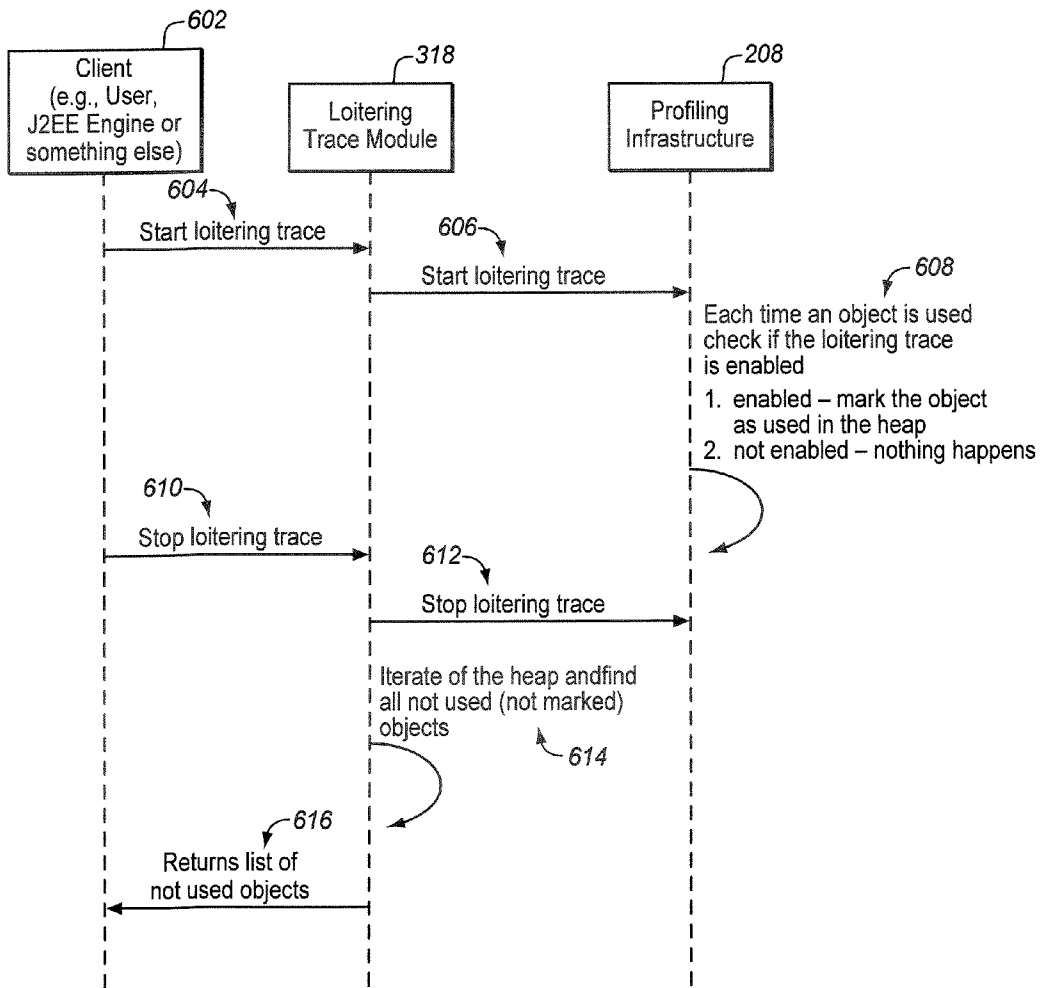 602
318
208
Client
(e.g., User,
J2EE Engine or
something else)
Loitering
Trace Module
Profiling
Infrastructure
604
Start loitering trace
606
Start loitering trace
608
Each time an object is used
check if the loitering trace
is enabled
1. enabled – mark the object
as used in the heap
2. not enabled – nothing happens
610
Stop loitering trace
612
Stop loitering trace
Iterate of the heap andfind
all not used (not marked)
objects
614
616
Returns list of
not used objects